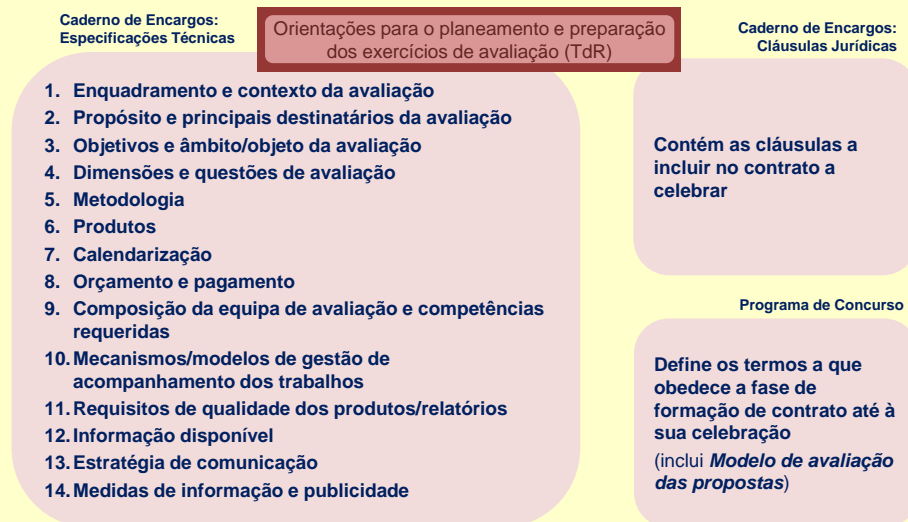 Caderno de Encargos:
Especificações Técnicas
Orientações para o planeamento e preparação
dos exercícios de avaliação (TdR)
Caderno de Encargos:
Cláusulas Jurídicas
1. Enquadramento e contexto da avaliação
2. Propósito e principais destinatários da avaliação
3. Objetivos e âmbito/objeto da avaliação
4. Dimensões e questões de avaliação
5. Metodologia
6. Produtos
7. Calendarização
8. Orçamento e pagamento
9. Composição da equipa de avaliação e competências
requeridas
10. Mecanismos/modelos de gestão de
acompanhamento dos trabalhos
11. Requisitos de qualidade dos produtos/relatórios
12. Informação disponível
13. Estratégia de comunicação
14. Medidas de informação e publicidade
Contém as cláusulas a
incluir no contrato a
celebrar
Programa de Concurso
Define os termos a que
obedece a fase de
formação de contrato até à
sua celebração
(inclui Modelo de avaliação
das propostas)